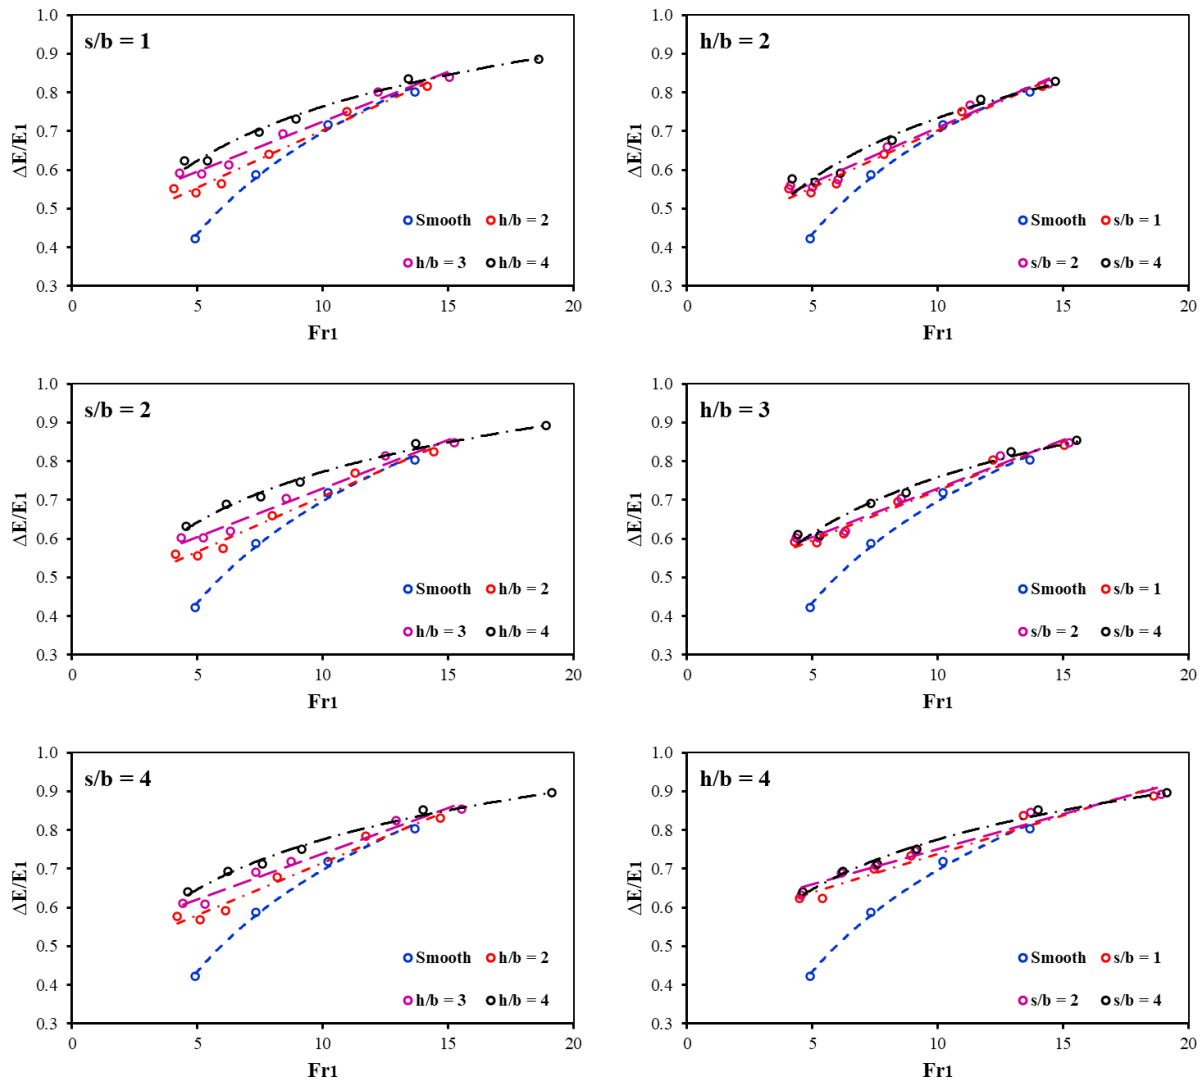 s/b = 1
1.0
0.9
0.8
0.7
0.6
0.5
0.4
0.3
ΔE/E1
0 5 10 15 20
Fr1
Smooth h/b = 2
h/b = 3 h/b = 4
h/b = 2
1.0
0.9
0.8
0.7
0.6
0.5
0.4
0.3
ΔE/E1
0 5 10 15 20
Fr1
Smooth s/b = 1
s/b = 2 s/b = 4
s/b = 2
1.0
0.9
0.8
0.7
0.6
0.5
0.4
0.3
ΔE/E1
0 5 10 15 20
Fr1
Smooth h/b = 2
h/b = 3 h/b = 4
h/b = 3
1.0
0.9
0.8
0.7
0.6
0.5
0.4
0.3
ΔE/E1
0 5 10 15 20
Fr1
Smooth s/b = 1
s/b = 2 s/b = 4
s/b = 4
1.0
0.9
0.8
0.7
0.6
0.5
0.4
0.3
ΔE/E1
0 5 10 15 20
Fr1
Smooth h/b = 2
h/b = 3 h/b = 4
h/b = 4
1.0
0.9
0.8
0.7
0.6
0.5
0.4
0.3
ΔE/E1
0 5 10 15 20
Fr1
Smooth s/b = 1
s/b = 2 s/b = 4